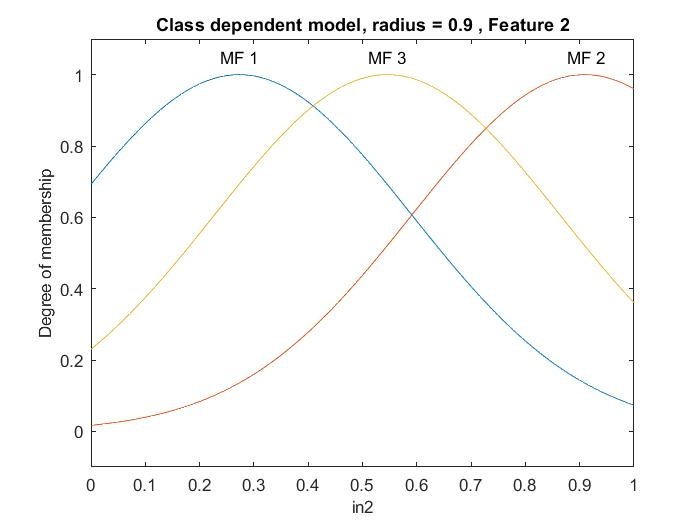 Class dependent model, radius = 0.9 , Feature 2
MF 1
MF 3
MF 2
Degree of membership
1
0.8
0.6
0.4
0.2
0
0 0.1 0.2 0.3 0.4 0.5 0.6 0.7 0.8 0.9 1
in2